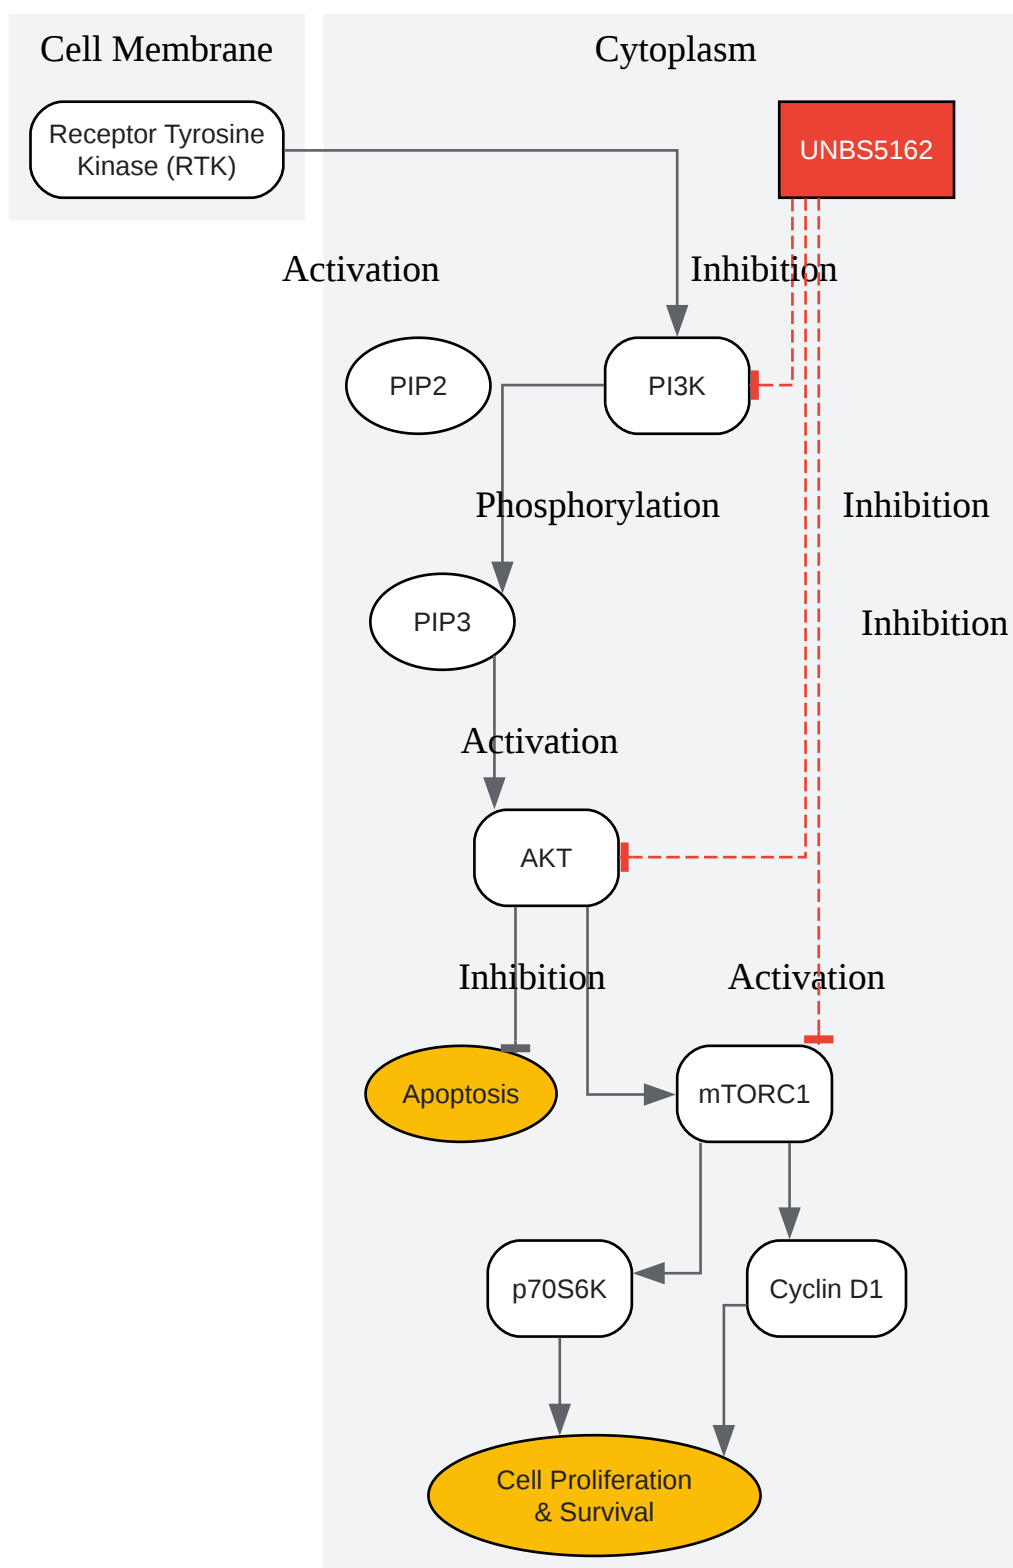 Cell Membrane
Cytoplasm
Receptor Tyrosine
Kinase (RTK)
UNBS5162
Activation
Inhibition
PIP2
PI3K
Phosphorylation
Inhibition
PIP3
Inhibition
Activation
AKT
Inhibition
Activation
Apoptosis
mTORC1
p70S6K
Cyclin D1
Cell Proliferation
& Survival